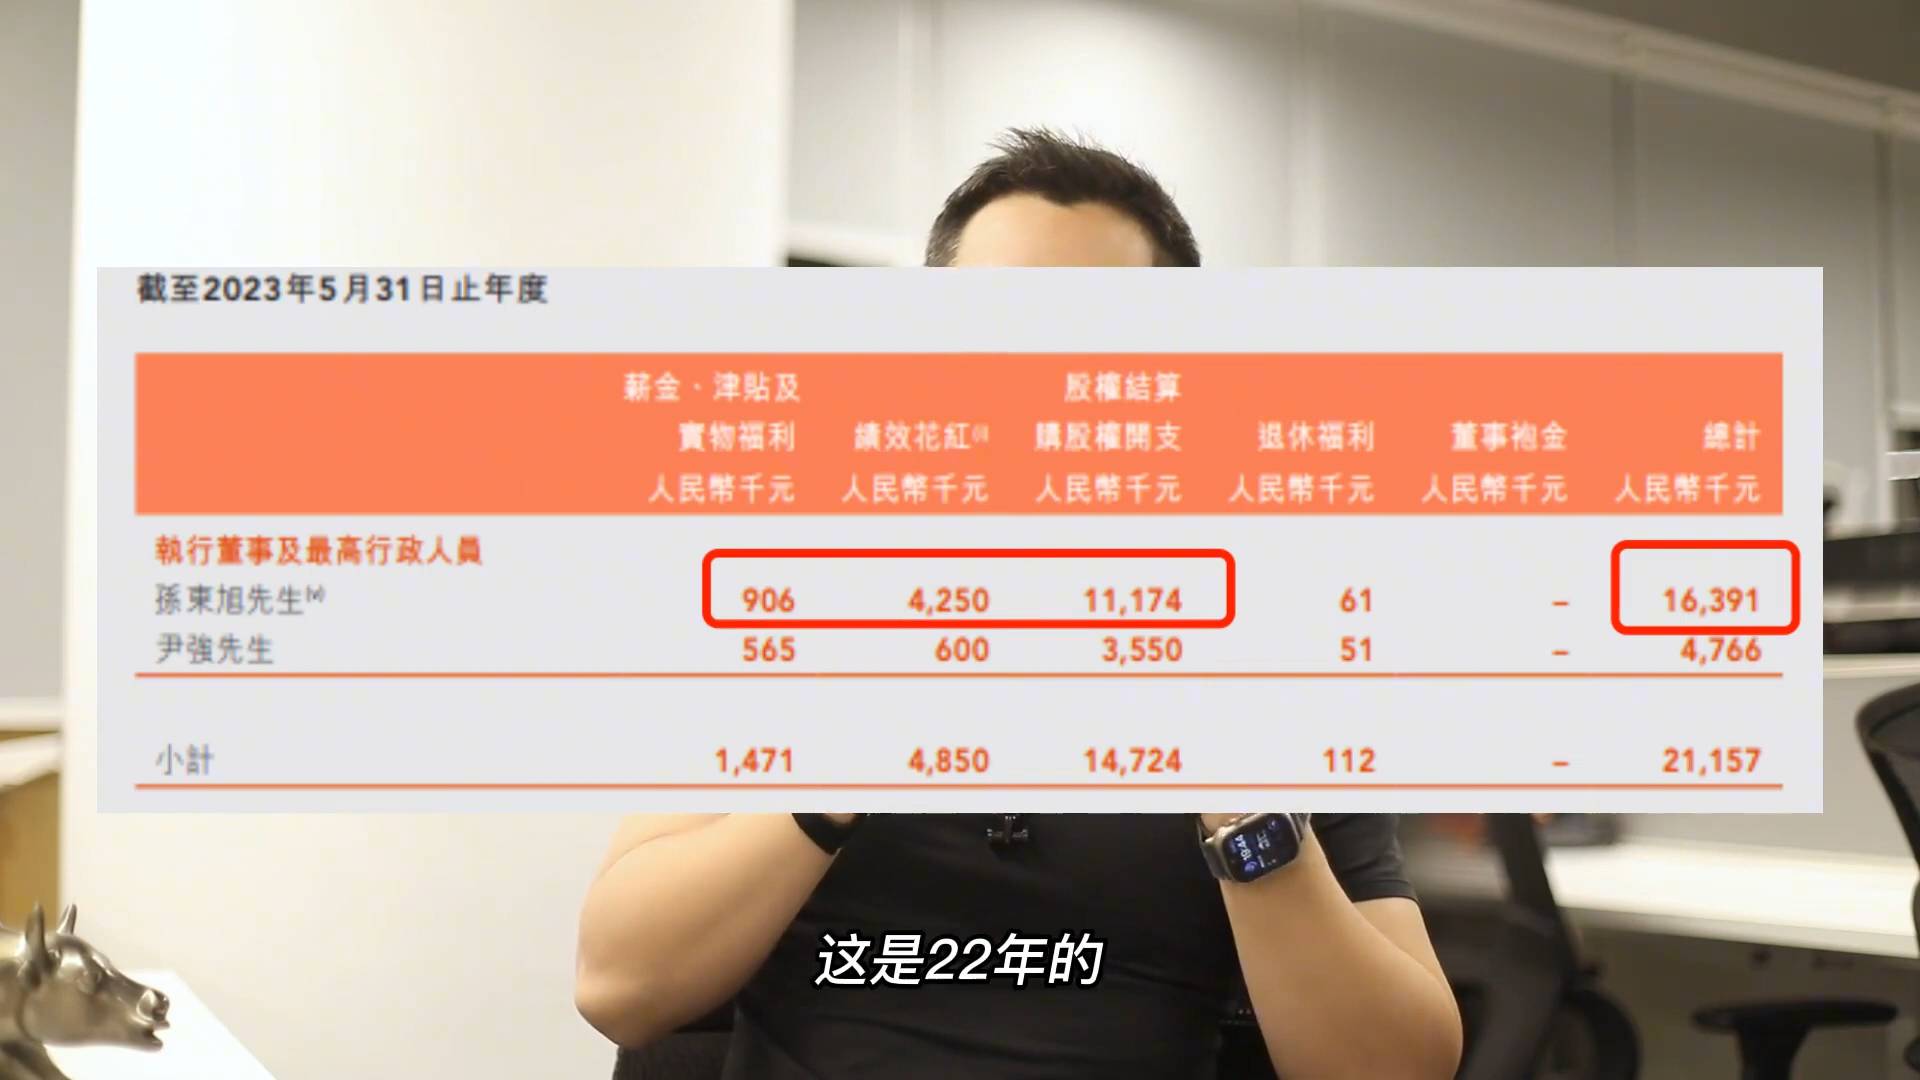 截至2023年5月31日止年度
薪金、津貼及 股權結算
實物福利 績效花紅(i) 購股權開支 退休福利 董事袍金 總計
人民幣千元 人民幣千元 人民幣千元 人民幣千元 人民幣千元 人民幣千元
執行董事及最高行政人員
孫東旭先生 906 4,250 11,174 61 – 16,391
尹強先生 565 600 3,550 51 – 4,766
小計 1,471 4,850 14,724 112 – 21,157
19:44
这是22年的